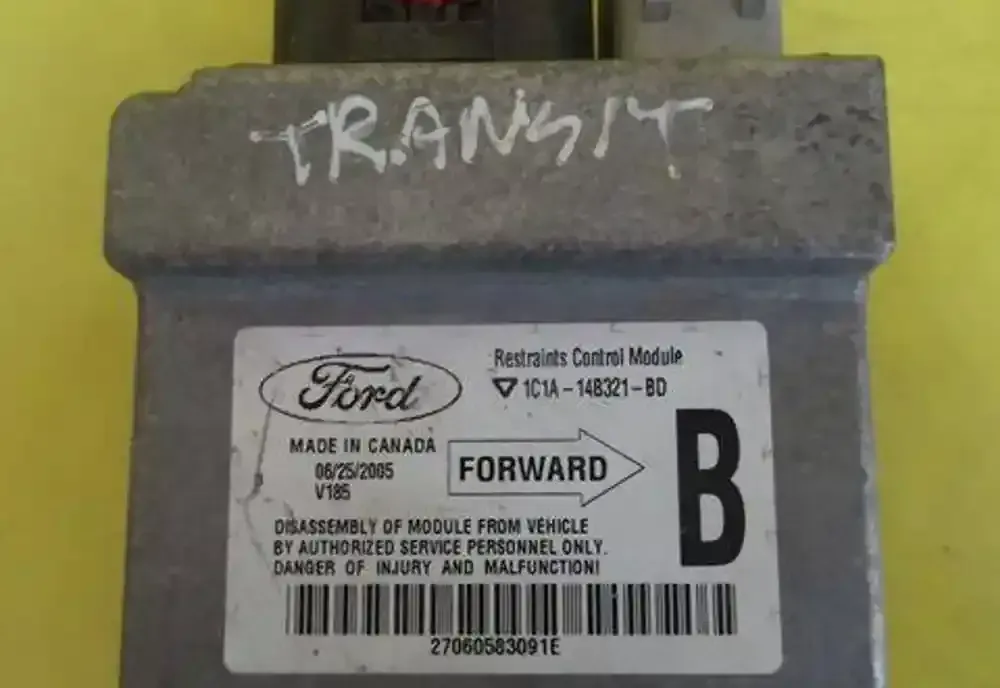 TRANSIT
Ford
Restraints Control Module
1C1A-14B321-BD
MADE IN CANADA
06/25/2005
V185
FORWARD
B
DISASSEMBLY OF MODULE FROM VEHICLE
BY AUTHORIZED SERVICE PERSONNEL ONLY.
DANGER OF INJURY AND MALFUNCTION!
27060583091E